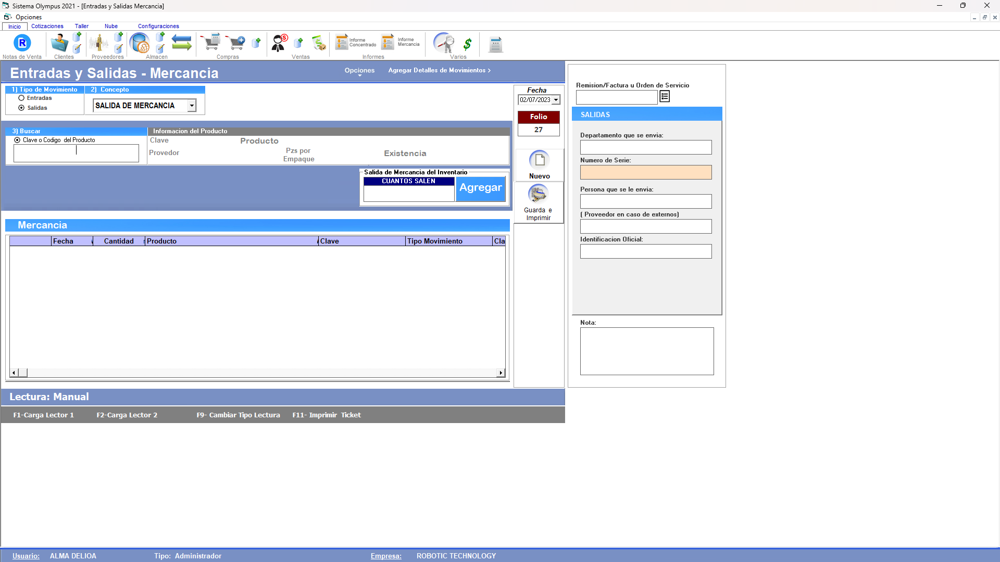 Sistema Olympus 2021 - [Entradas y Salidas Mercancia]
Opciones
Inicio Cotizaciones Taller Nube Configuraciones
Informe Concentrado
Informe Mercancia
Notas de Venta Clientes Proveedores Almacen Compras Ventas Informes Varios
Entradas y Salidas - Mercancia
Opciones
Agregar Detalles de Movimientos >
1) Tipo de Movimiento
Entradas
Salidas
2) Concepto
SALIDA DE MERCANCIA
Fecha
02/07/2023
Folio
27
3) Buscar
Clave o Codigo del Producto
Informacion del Producto
Clave
Producto
Provedor
Pzs por
Empaque
Existencia
Salida de Mercancia del Inventario
CUANTOS SALEN
Agregar
Nuevo
Guarda e
Imprimir
Mercancia
Fecha Cantidad Producto Clave Tipo Movimiento Cla
Remision/Factura u Orden de Servicio
SALIDAS
Departamento que se envia:
Numero de Serie:
Persona que se le envia:
( Proveedor en caso de externos)
Identificacion Oficial:
Nota:
Lectura: Manual
F1-Carga Lector 1 F2-Carga Lector 2 F9- Cambiar Tipo Lectura F11- Imprimir Ticket
Usuario: ALMA DELIOA Tipo: Administrador Empresa: ROBOTIC TECHNOLOGY